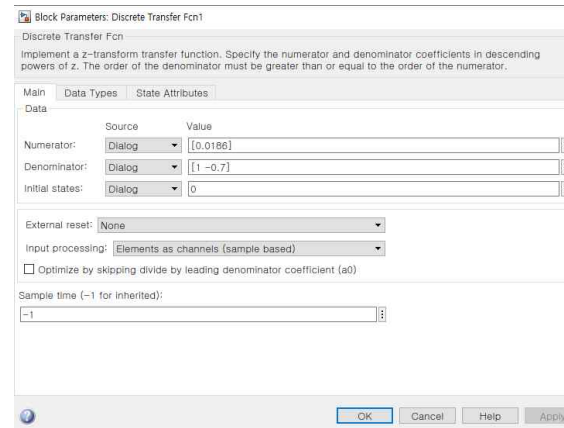 Block Parameters: Discrete Transfer Fcn1
Discrete Transfer Fcn
Implement a z-transform transfer function. Specify the numerator and denominator coefficients in descending
powers of z. The order of the denominator must be greater than or equal to the order of the numerator.
Main Data Types State Attributes
Data
Source Value
Numerator: Dialog [0.0186]
Denominator: Dialog [1 -0.7]
Initial states: Dialog 0
External reset: None
Input processing: Elements as channels (sample based)
Optimize by skipping divide by leading denominator coefficient (a0)
Sample time (-1 for inherited):
-1
OK Cancel Help Apply